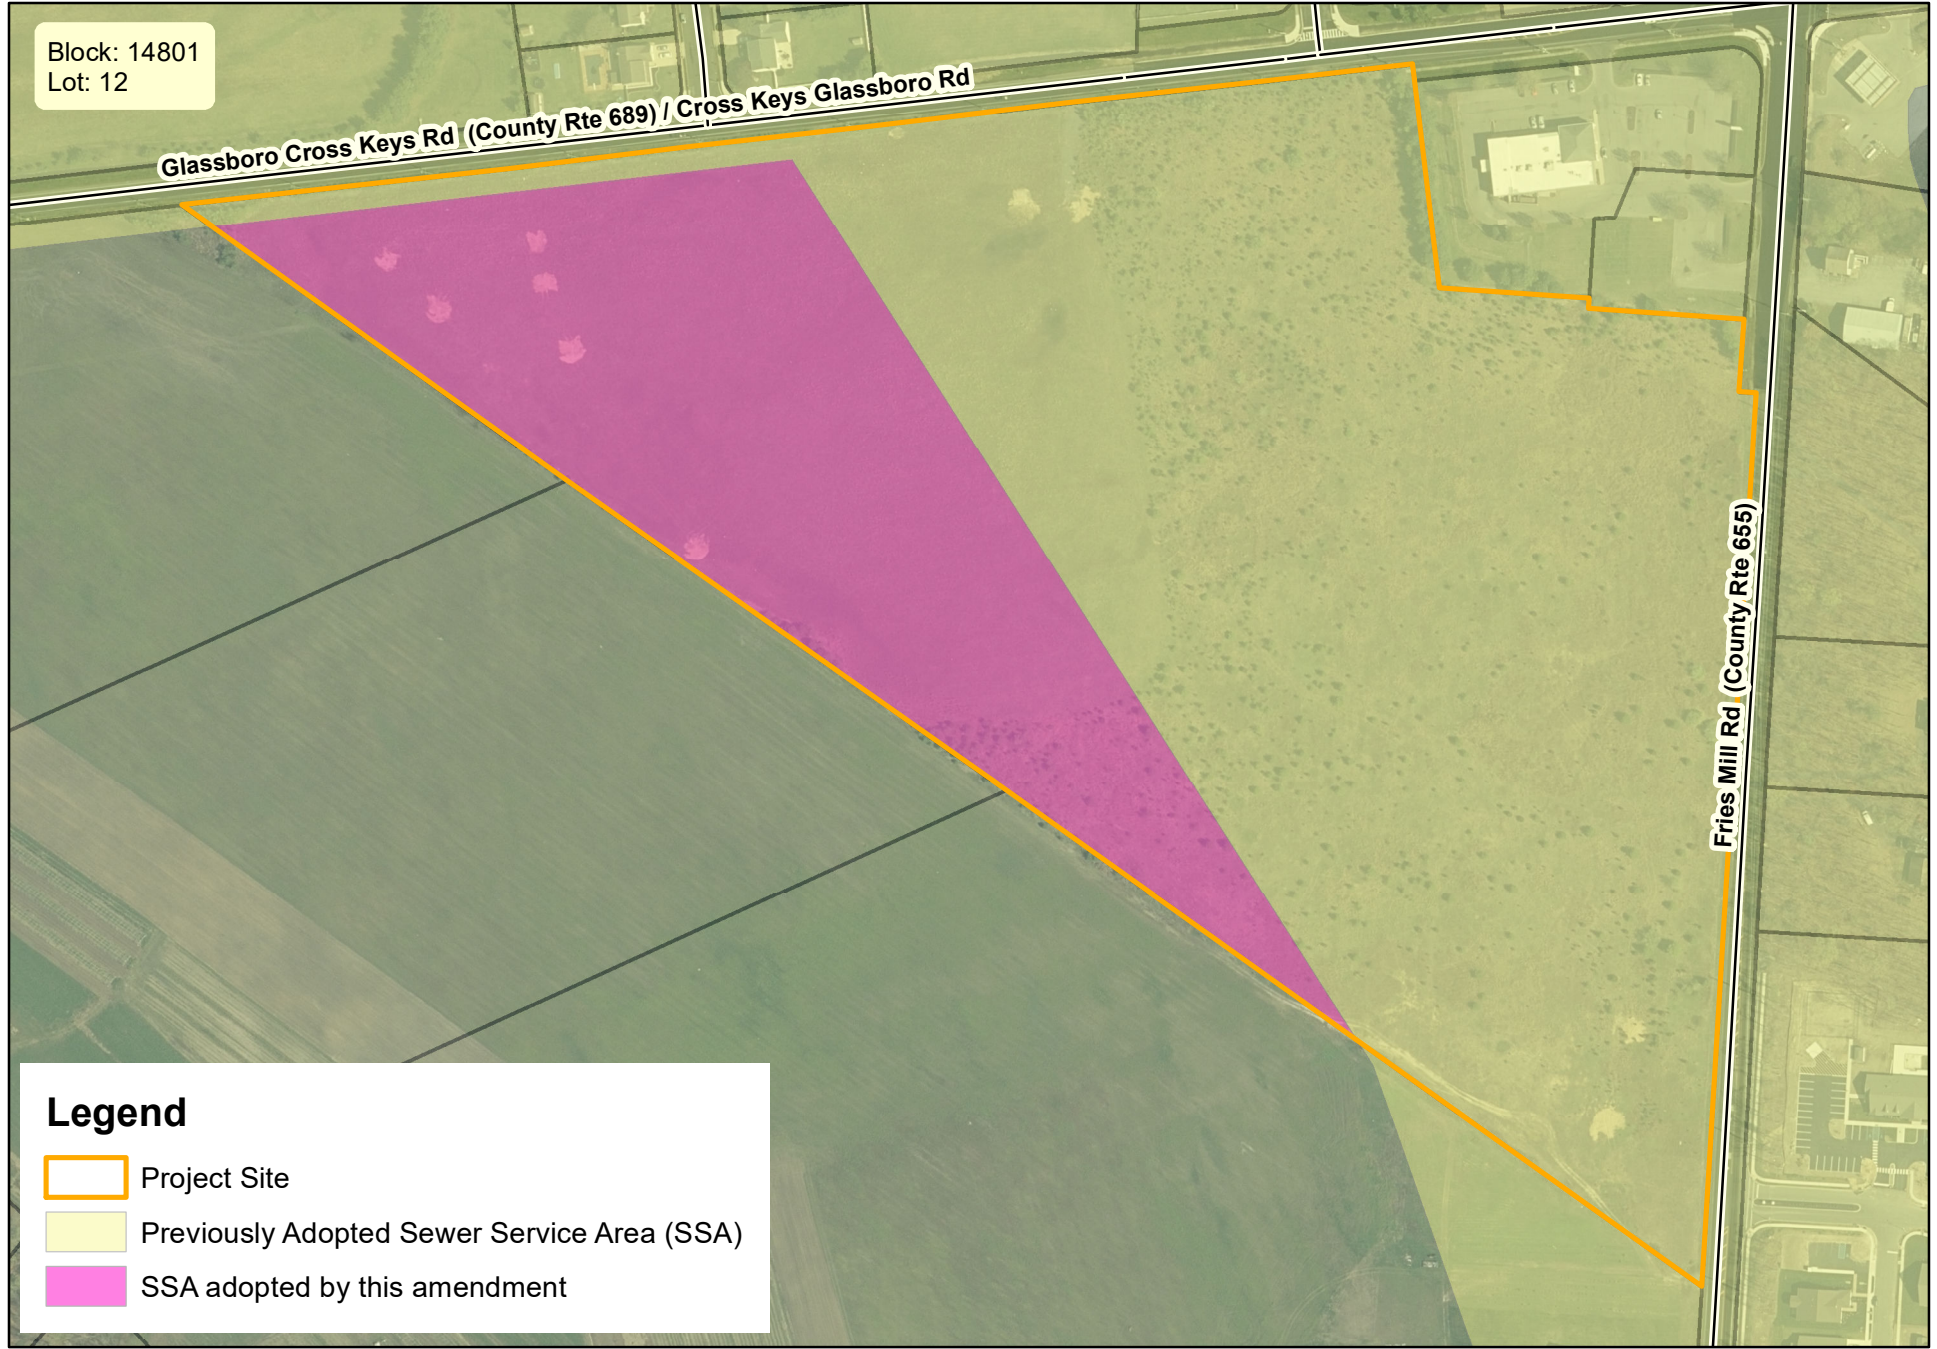 Block: 14801
Lot: 12
Glassboro Cross Keys Rd (County Rte 689) / Cross Keys Glassboro Rd
Fries Mill Rd (County Rte 655)
Legend
Project Site
Previously Adopted Sewer Service Area (SSA)
SSA adopted by this amendment